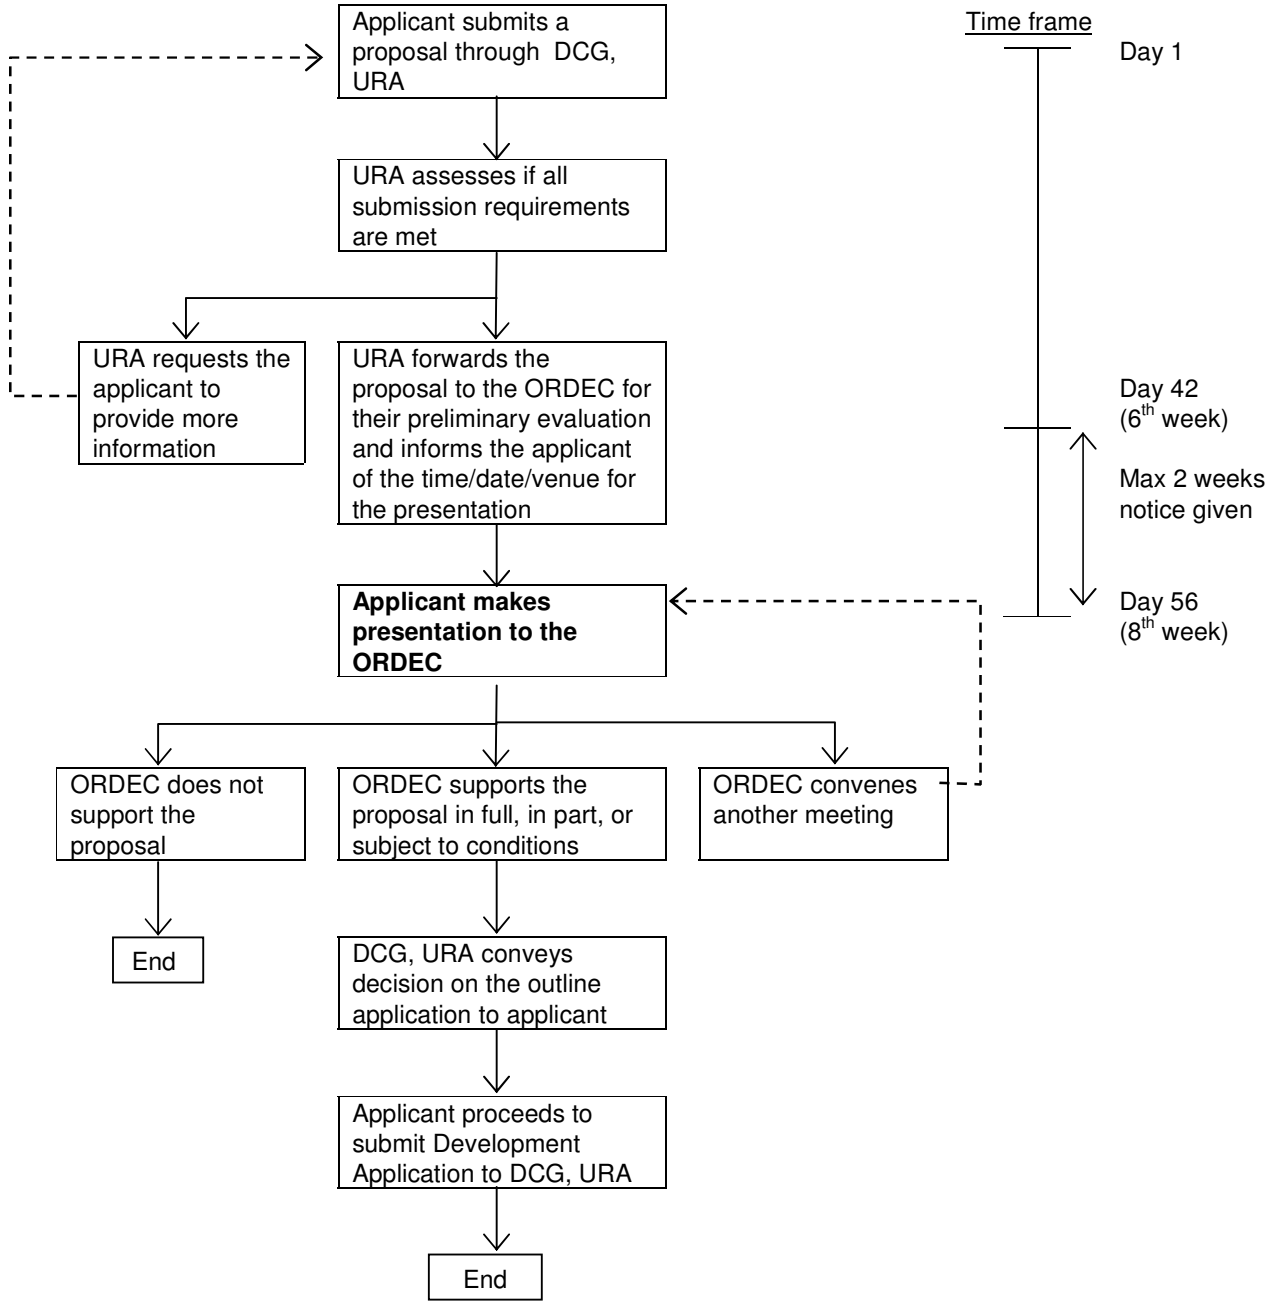 Applicant submits a
proposal through DCG,
URA
Time frame
Day 1
URA assesses if all
submission requirements
are met
URA requests the
applicant to
provide more
information
URA forwards the
proposal to the ORDEC for
their preliminary evaluation
and informs the applicant
of the time/date/venue for
the presentation
Day 42
(6th week)
Max 2 weeks
notice given
Applicant makes
presentation to the
ORDEC
Day 56
(8th week)
ORDEC does not
support the
proposal
ORDEC supports the
proposal in full, in part, or
subject to conditions
ORDEC convenes
another meeting
End
DCG, URA conveys
decision on the outline
application to applicant
Applicant proceeds to
submit Development
Application to DCG, URA
End